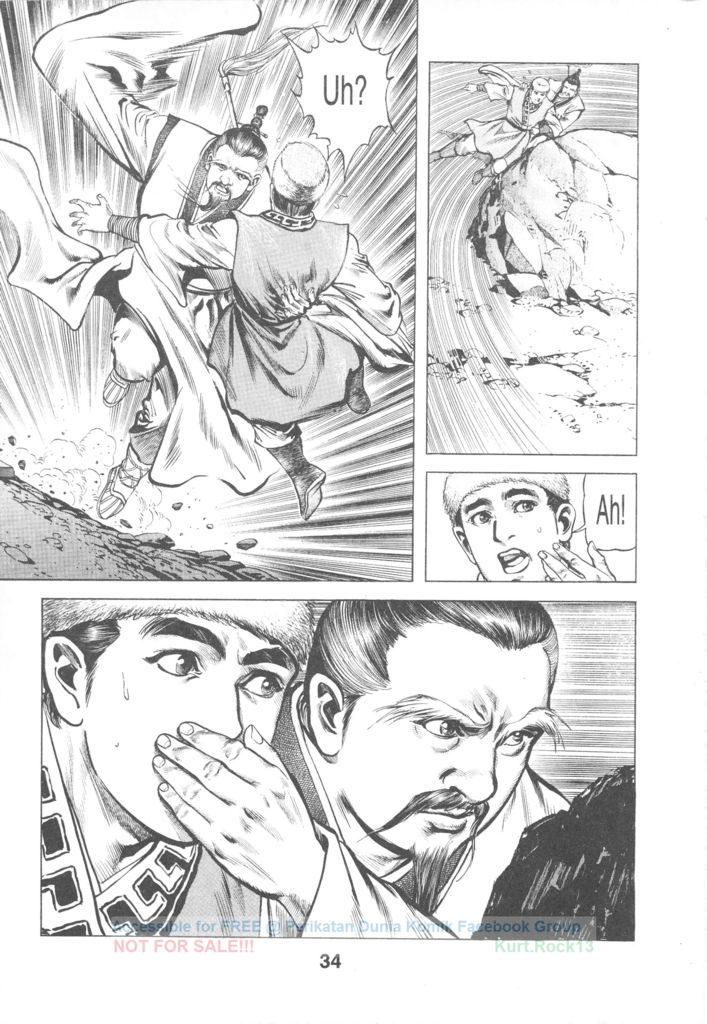 Uh?
Ah!
Accessible for FREE @ Perikatan Dunia Komik Facebook Group
NOT FOR SALE!!!
Kurt.Rock13
34